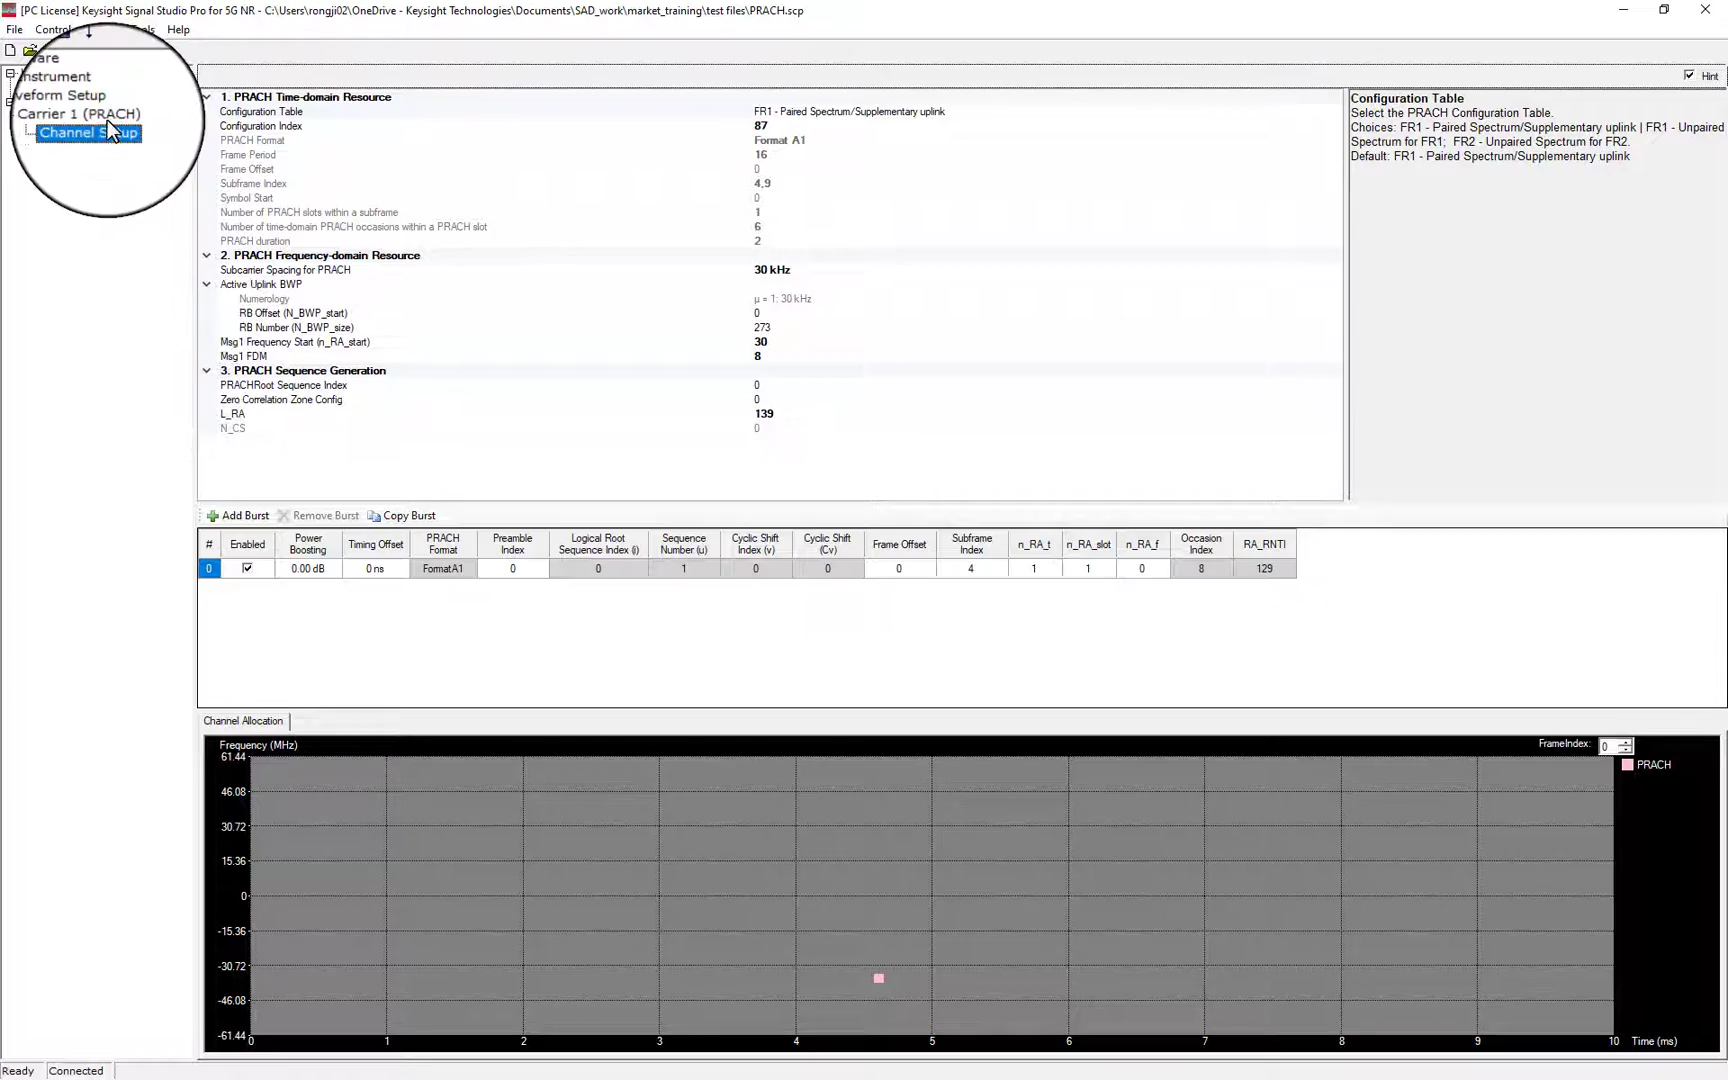 [PC License] Keysight Signal Studio Pro for 5G NR - C:\Users\rongji02\OneDrive - Keysight Technologies\Documents\SAD_work\market_training\test files\PRACH.scp
File Control Tools Help
Instrument
Carrier 1 (PRACH)
Channel Setup
Hint
1. PRACH Time-domain Resource
Configuration Table FR1 - Paired Spectrum/Supplementary uplink
Configuration Index 87
PRACH Format Format A1
Frame Period 16
Frame Offset 0
Subframe Index 4,9
Symbol Start 0
Number of PRACH slots within a subframe 1
Number of time-domain PRACH occasions within a PRACH slot 6
PRACH duration 2
2. PRACH Frequency-domain Resource
Subcarrier Spacing for PRACH 30 kHz
Active Uplink BWP
Numerology µ = 1: 30 kHz
RB Offset (N_BWP_start) 0
RB Number (N_BWP_size) 273
Msg1 Frequency Start (n_RA_start) 30
Msg1 FDM 8
3. PRACH Sequence Generation
PRACHRoot Sequence Index 0
Zero Correlation Zone Config 0
L_RA 139
N_CS 0
Configuration Table
Select the PRACH Configuration Table.
Choices: FR1 - Paired Spectrum/Supplementary uplink | FR1 - Unpaired
Spectrum for FR1; FR2 - Unpaired Spectrum for FR2.
Default: FR1 - Paired Spectrum/Supplementary uplink
Add Burst Remove Burst Copy Burst
# Enabled Power Boosting Timing Offset PRACH Format Preamble Index Logical Root Sequence Index (i) Sequence Number (u) Cyclic Shift Index (v) Cyclic Shift (Cv) Frame Offset Subframe Index n_RA_t n_RA_slot n_RA_f Occasion Index RA_RNTI
0 0.00 dB 0 ns FormatA1 0 0 1 0 0 0 4 1 1 0 8 129
Channel Allocation
Frequency (MHz)
FrameIndex: 0
PRACH
61.44
46.08
30.72
15.36
0
-15.36
-30.72
-46.08
-61.44
0 1 2 3 4 5 6 7 8 9 10 Time (ms)
Ready Connected